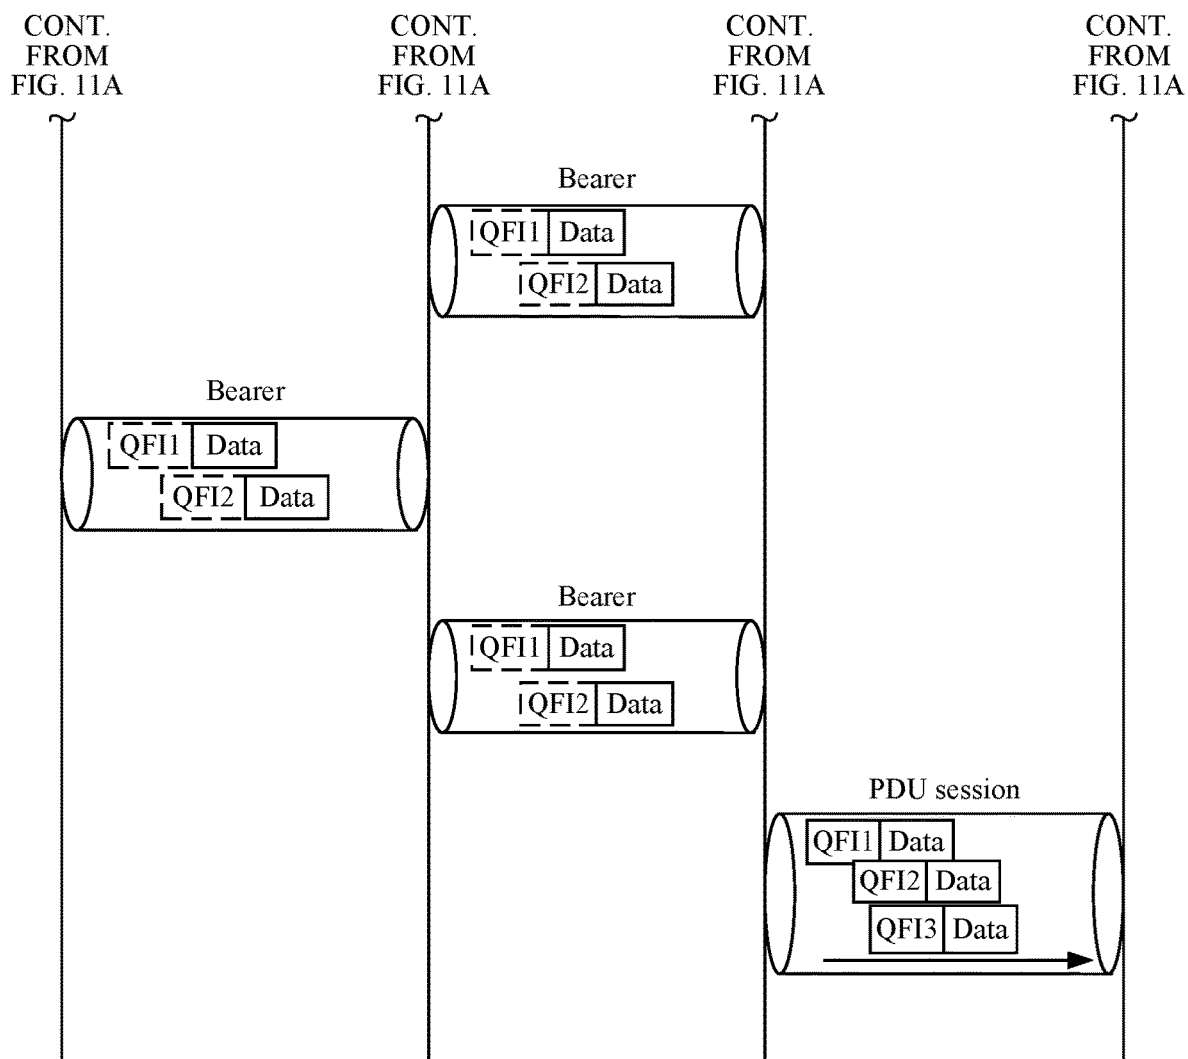 CONT.
FROM
FIG. 11A
CONT.
FROM
FIG. 11A
CONT.
FROM
FIG. 11A
CONT.
FROM
FIG. 11A
Bearer
QFI1 Data
QFI2 Data
Bearer
QFI1 Data
QFI2 Data
Bearer
QFI1 Data
QFI2 Data
PDU session
QFI1 Data
QFI2 Data
QFI3 Data